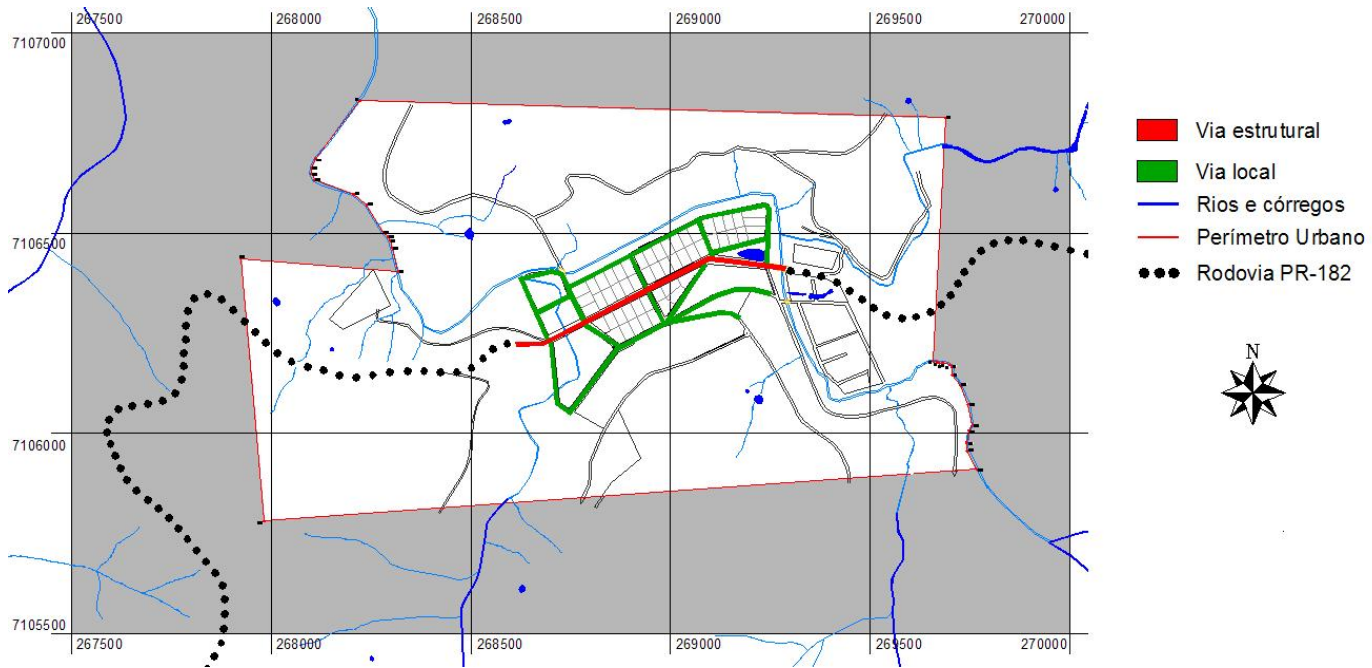 267500 268000 268500 269000 269500 270000
7107000
7106500
7106000
7105500
267500 268000 268500 269000 269500 270000
Via estrutural
Via local
Rios e córregos
Perímetro Urbano
Rodovia PR-182
N